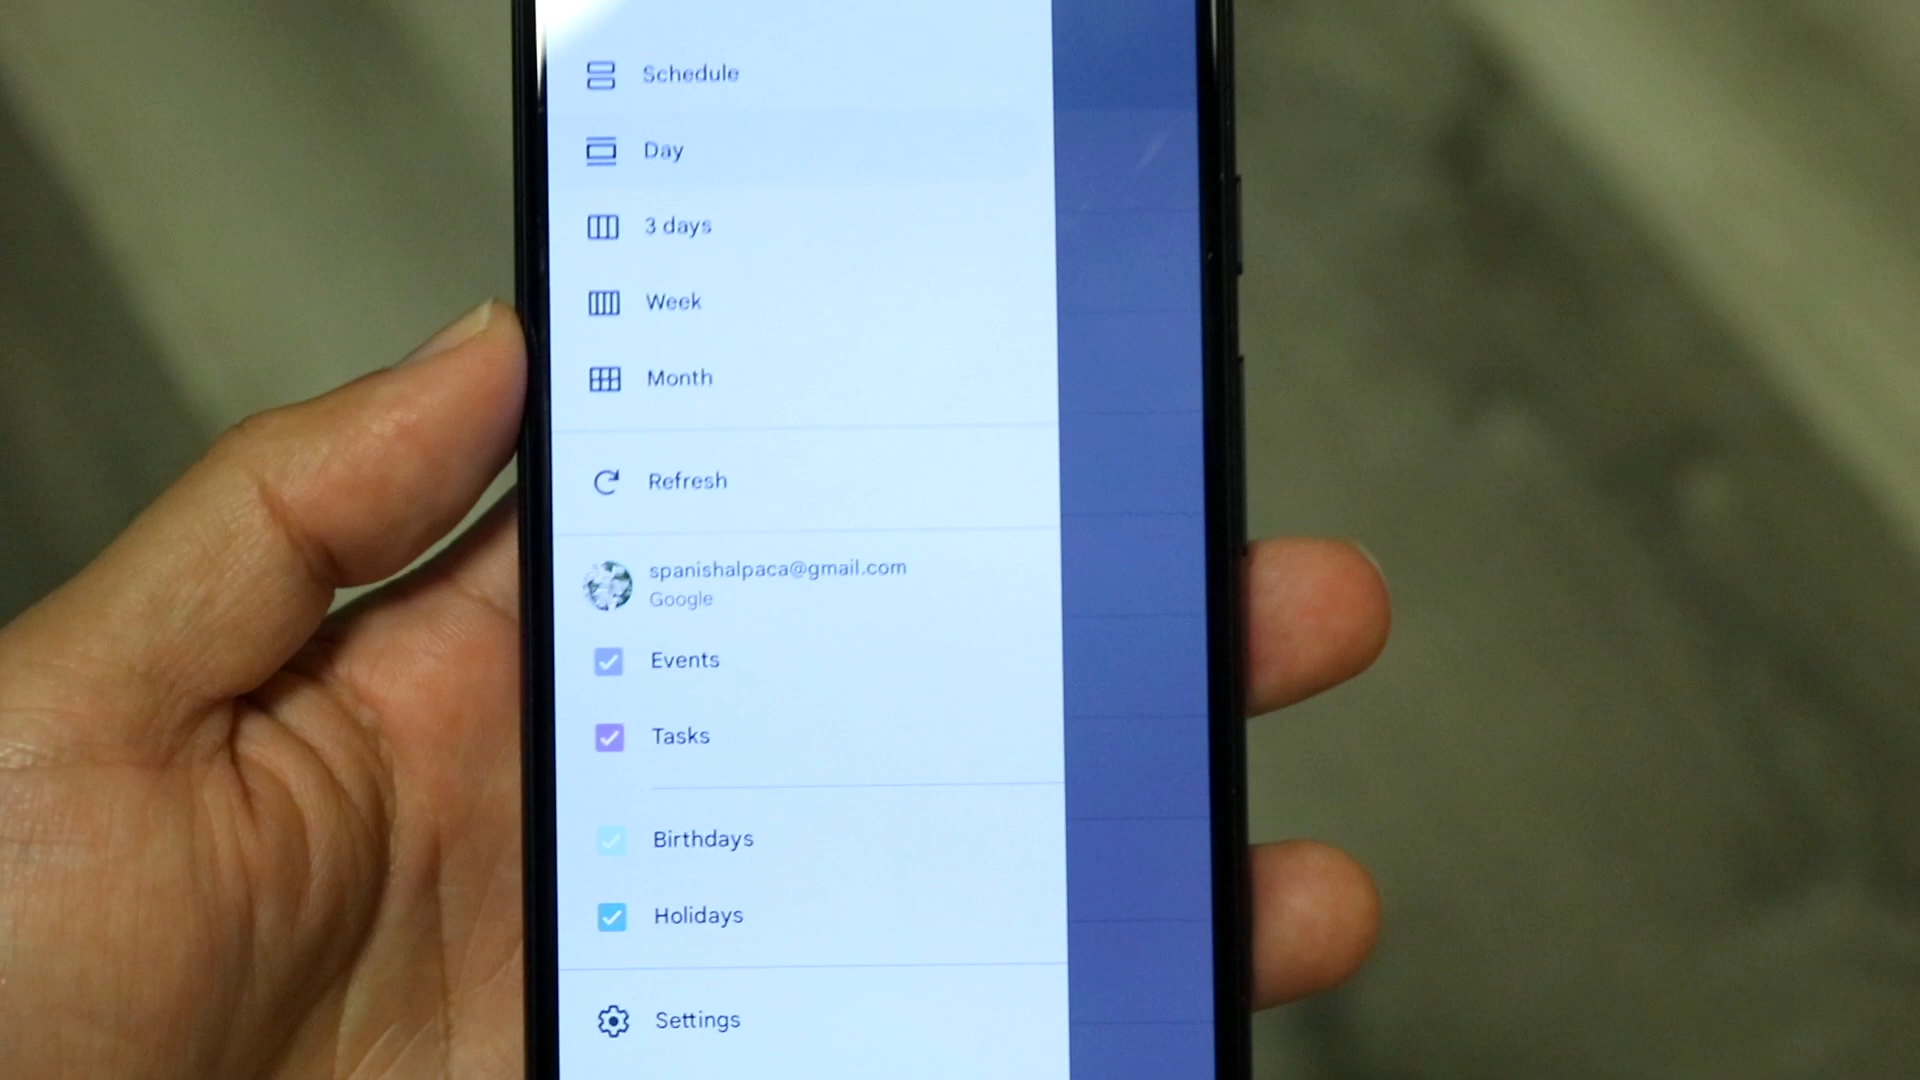 Schedule
Day
3 days
Week
Month
Refresh
spanishalpaca@gmail.com
Google
Events
Tasks
Birthdays
Holidays
Settings